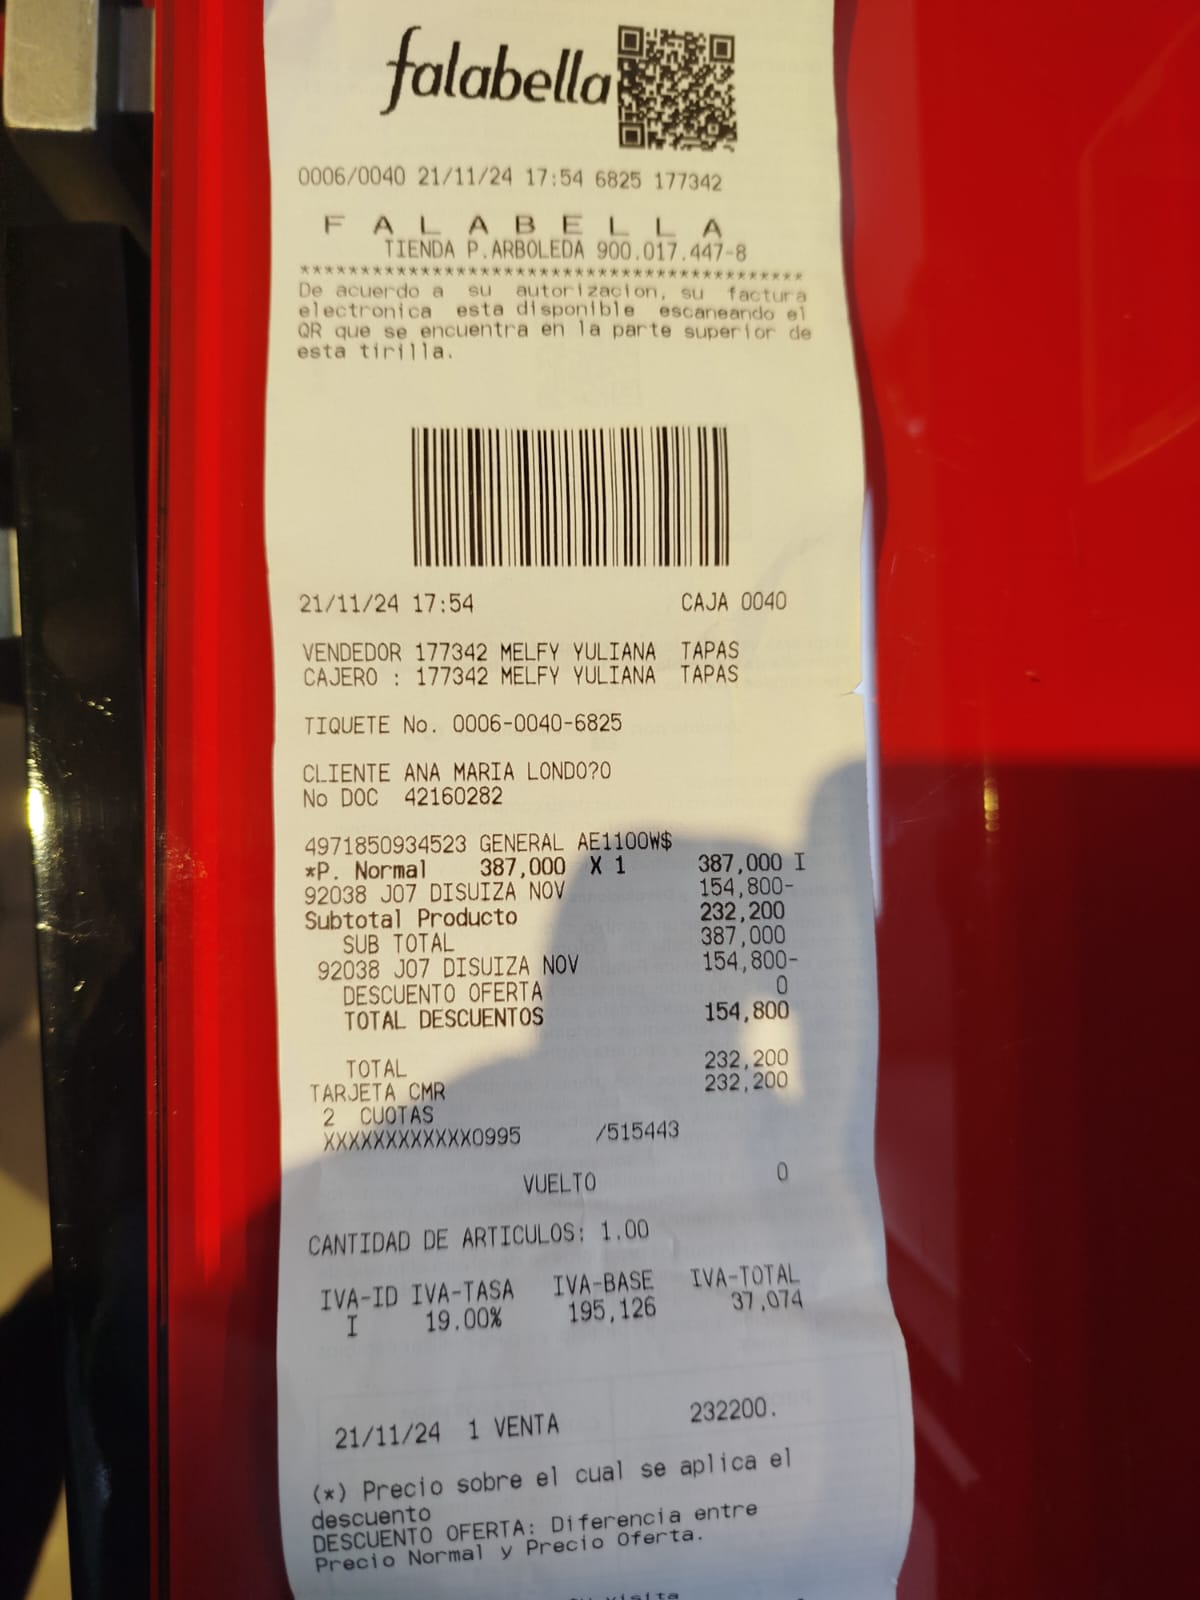 falabella
0006/0040 21/11/24 17:54 6825 177342
F A L A B E L L A
TIENDA P.ARBOLEDA 900.017.447-8
******************************************
De acuerdo a su autorizacion, su factura
electronica esta disponible escaneando el
QR que se encuentra en la parte superior de
esta tirilla.
21/11/24 17:54 CAJA 0040
VENDEDOR 177342 MELFY YULIANA TAPAS
CAJERO : 177342 MELFY YULIANA TAPAS
TIQUETE No. 0006-0040-6825
CLIENTE ANA MARIA LONDO?O
No DOC 42160282
4971850934523 GENERAL AE1100W$
*P. Normal 387,000 X 1 387,000 I
92038 J07 DISUIZA NOV 154,800-
Subtotal Producto 232,200
SUB TOTAL 387,000
92038 J07 DISUIZA NOV 154,800-
DESCUENTO OFERTA 0
TOTAL DESCUENTOS 154,800
TOTAL 232,200
TARJETA CMR 232,200
2 CUOTAS
XXXXXXXXXXXX0995 /515443
VUELTO 0
CANTIDAD DE ARTICULOS: 1.00
IVA-ID IVA-TASA IVA-BASE IVA-TOTAL
I 19.00% 195,126 37,074
21/11/24 1 VENTA 232200.
(*) Precio sobre el cual se aplica el
descuento
DESCUENTO OFERTA: Diferencia entre
Precio Normal y Precio Oferta.
visita